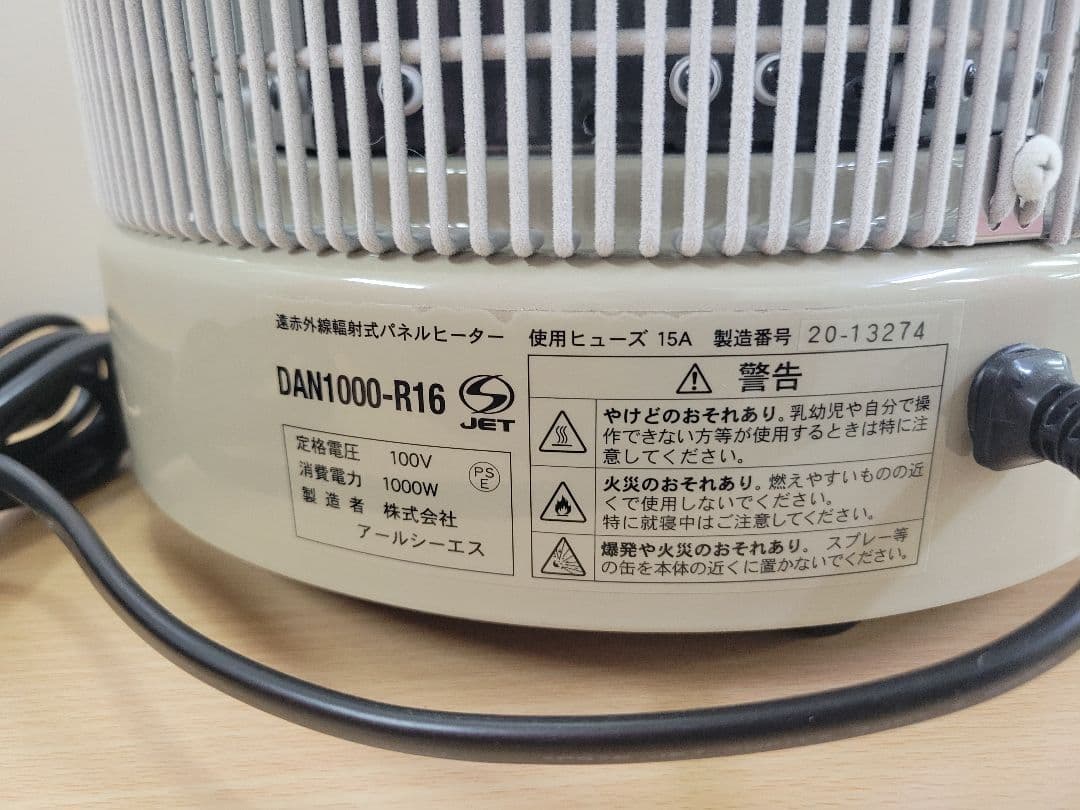 遠赤外線輻射式パネルヒーター 使用ヒューズ 15A 製造番号 20-13274
DAN1000-R16
S
JET
定格電圧 100V
消費電力 1000W
製造者 株式会社
アールシーエス
PS
E
警告
やけどのおそれあり。乳幼児や自分で操
作できない方等が使用するときは特に注
意してください。
火災のおそれあり。燃えやすいものの近
くで使用しないでください。
特に就寝中はご注意してください。
爆発や火災のおそれあり。 スプレー等
の缶を本体の近くに置かないでください。